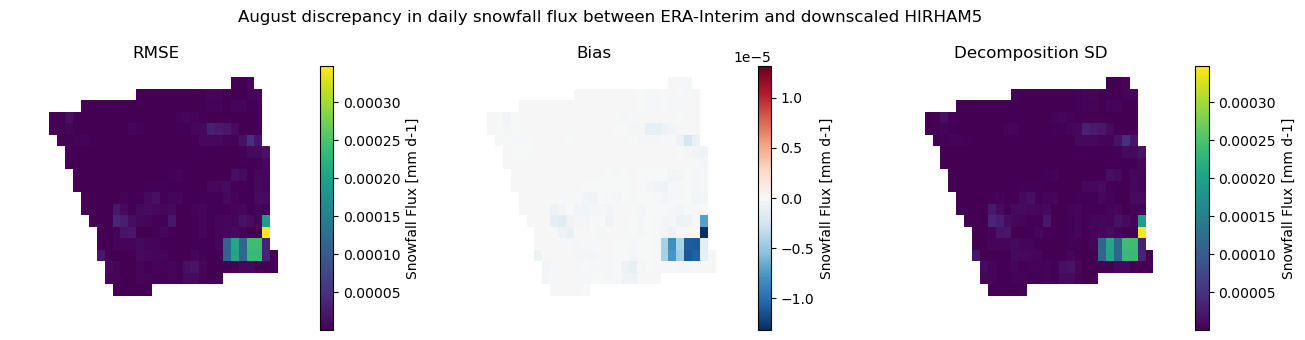 August discrepancy in daily snowfall flux between ERA-Interim and downscaled HIRHAM5
RMSE
0.00030
0.00025
0.00020
0.00015
0.00010
0.00005
Snowfall Flux [mm d-1]
Bias
1e−5
1.0
0.5
0.0
−0.5
−1.0
Snowfall Flux [mm d-1]
Decomposition SD
0.00030
0.00025
0.00020
0.00015
0.00010
0.00005
Snowfall Flux [mm d-1]